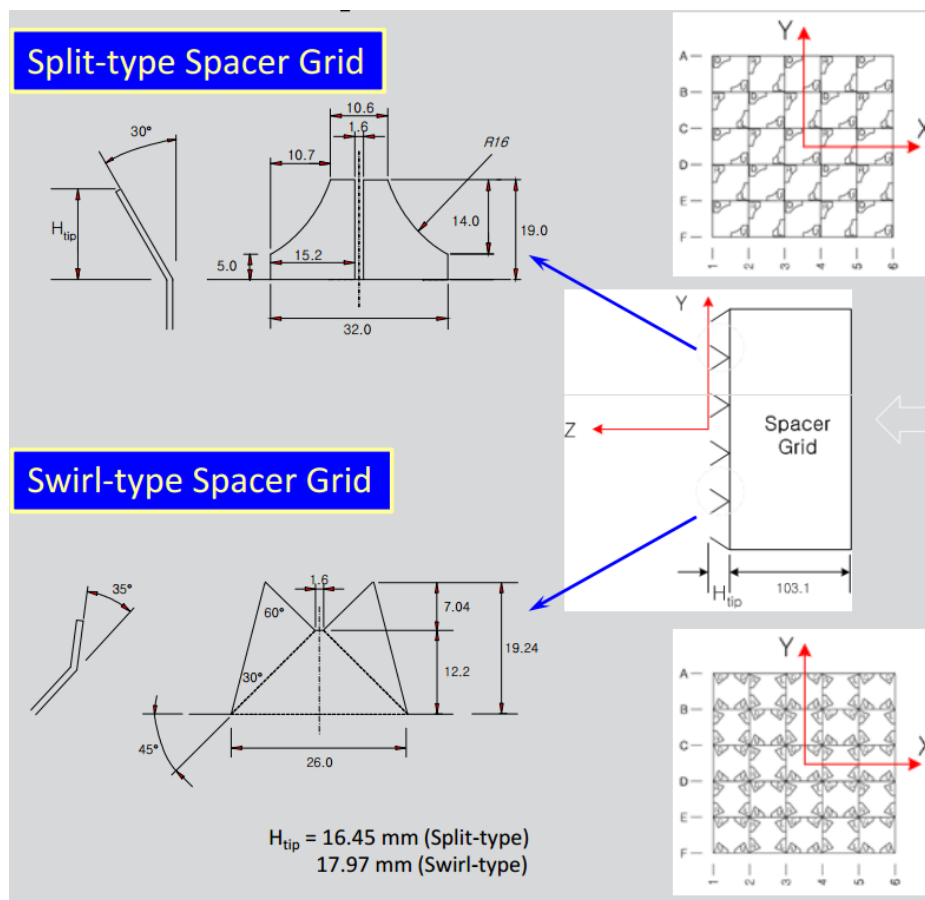 Split-type Spacer Grid
30°
H_tip
10.6
1.6
10.7
R16
14.0
19.0
5.0
15.2
32.0
Y
X
A
B
C
D
E
F
1 2 3 4 5 6
Y
Z
Spacer
Grid
H_tip
103.1
Swirl-type Spacer Grid
35°
45°
1.6
60°
30°
7.04
12.2
19.24
26.0
Y
X
A
B
C
D
E
F
1 2 3 4 5 6
H_tip = 16.45 mm (Split-type)
17.97 mm (Swirl-type)